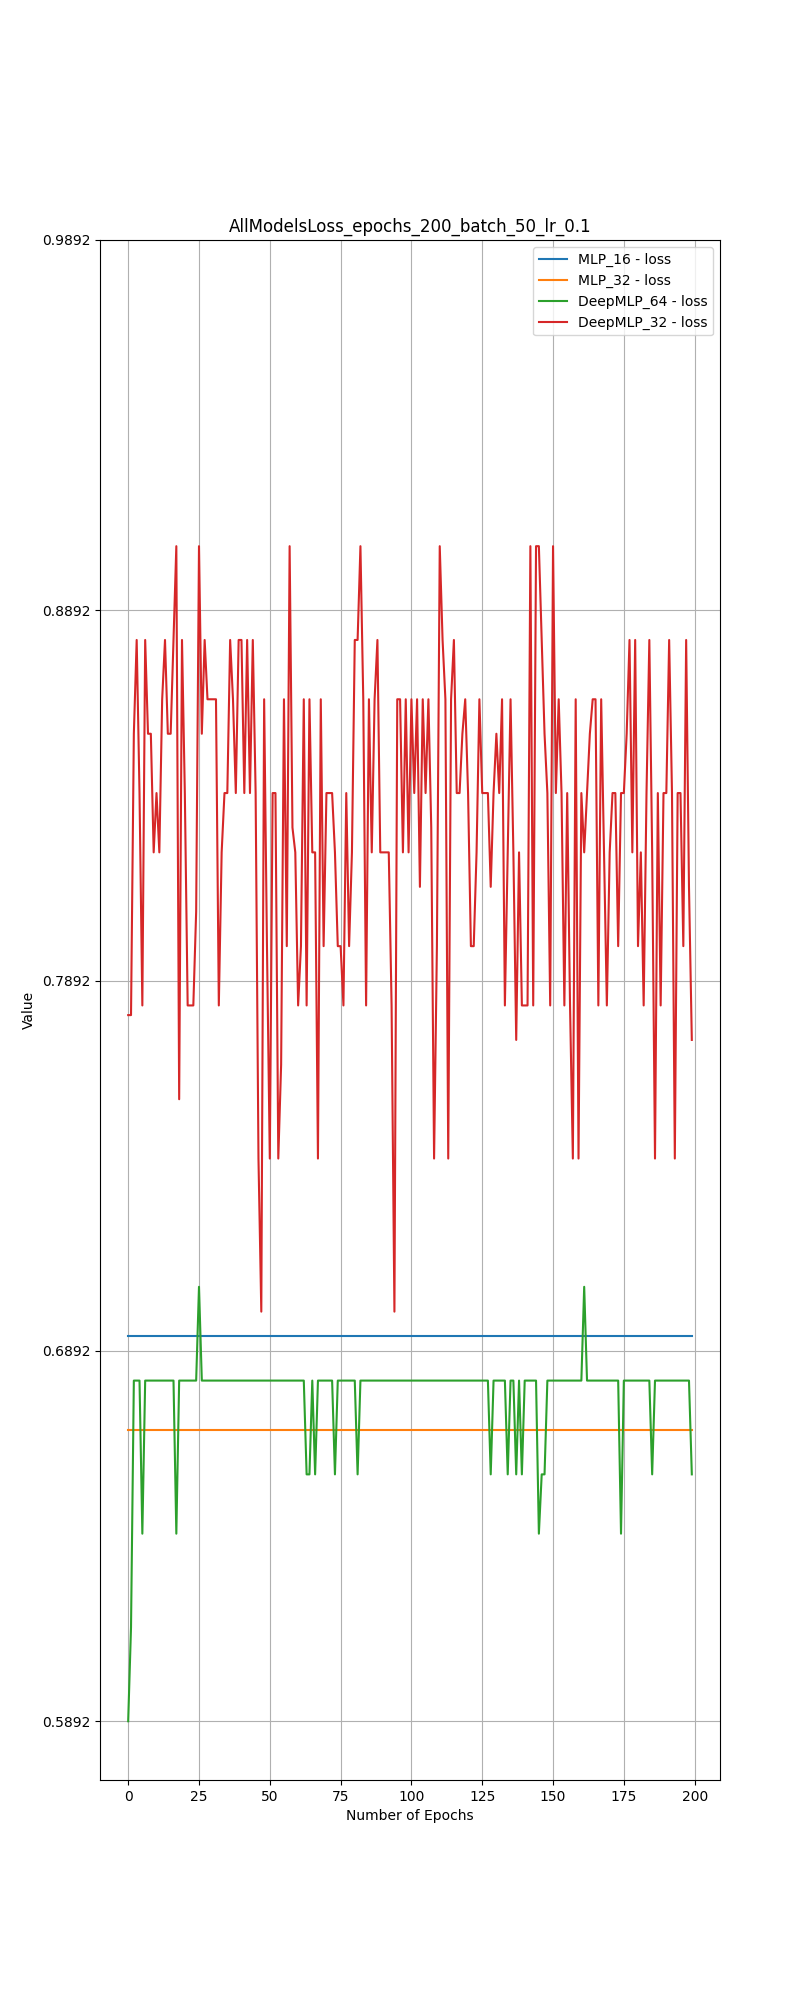 AllModelsLoss_epochs_200_batch_50_lr_0.1
0.9892
MLP_16 - loss
MLP_32 - loss
DeepMLP_64 - loss
DeepMLP_32 - loss
0.8892
0.7892
Value
0.6892
0.5892
0 25 50 75 100 125 150 175 200
Number of Epochs